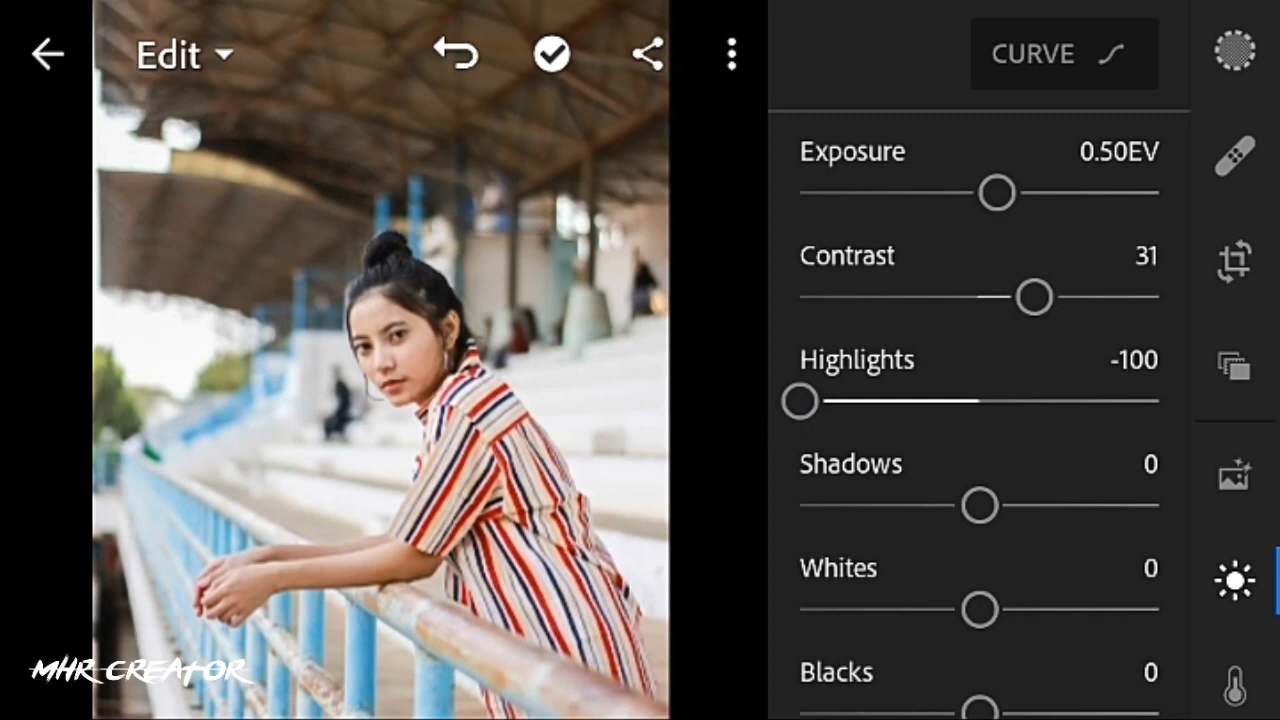 Edit
CURVE
Exposure 0.50EV
Contrast 31
Highlights -100
Shadows 0
Whites 0
Blacks 0
MHR CREATOR